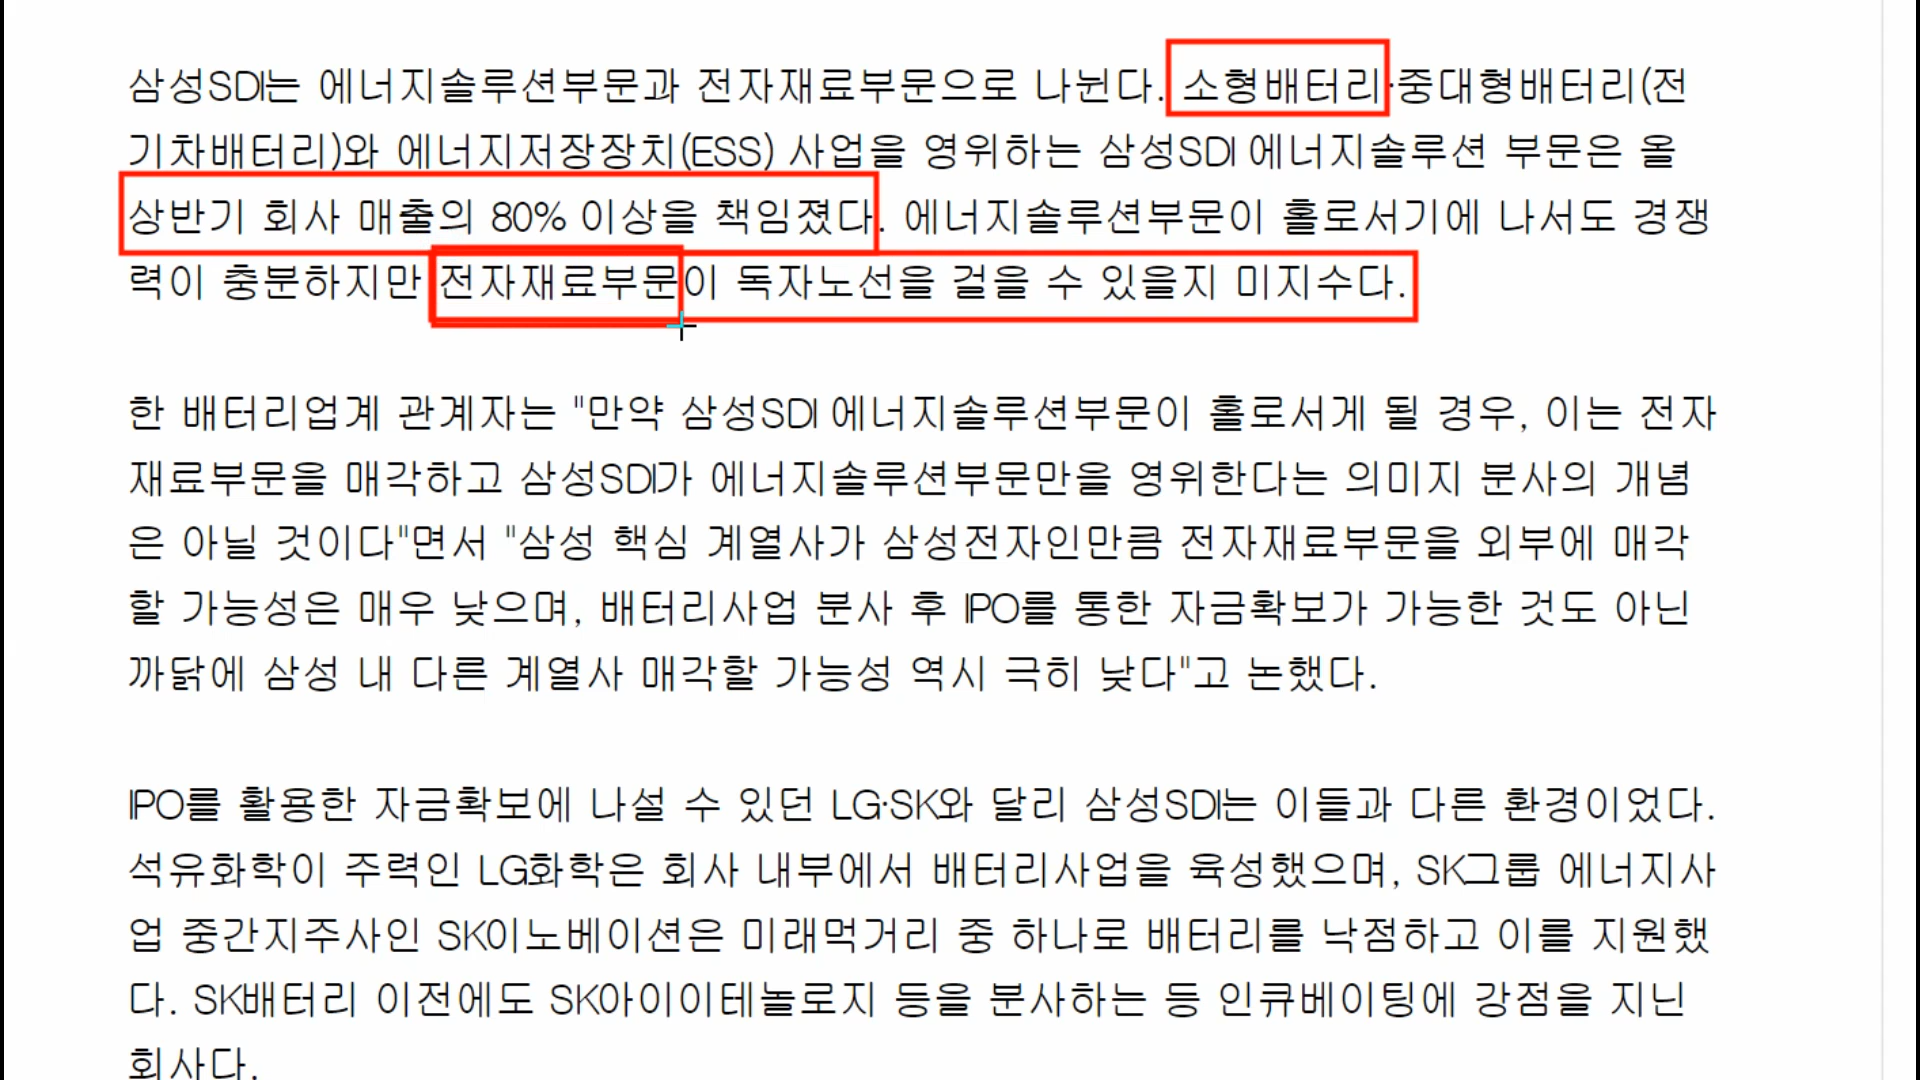 삼성SDI는 에너지솔루션부문과 전자재료부문으로 나뉜다. 소형배터리·중대형배터리(전
기차배터리)와 에너지저장장치(ESS) 사업을 영위하는 삼성SDI 에너지솔루션 부문은 올
상반기 회사 매출의 80% 이상을 책임졌다. 에너지솔루션부문이 홀로서기에 나서도 경쟁
력이 충분하지만 전자재료부문이 독자노선을 걸을 수 있을지 미지수다.
한 배터리업계 관계자는 "만약 삼성SDI 에너지솔루션부문이 홀로서게 될 경우, 이는 전자
재료부문을 매각하고 삼성SDI가 에너지솔루션부문만을 영위한다는 의미지 분사의 개념
은 아닐 것이다"면서 "삼성 핵심 계열사가 삼성전자인만큼 전자재료부문을 외부에 매각
할 가능성은 매우 낮으며, 배터리사업 분사 후 IPO를 통한 자금확보가 가능한 것도 아닌
까닭에 삼성 내 다른 계열사 매각할 가능성 역시 극히 낮다"고 논했다.
IPO를 활용한 자금확보에 나설 수 있던 LG·SK와 달리 삼성SDI는 이들과 다른 환경이었다.
석유화학이 주력인 LG화학은 회사 내부에서 배터리사업을 육성했으며, SK그룹 에너지사
업 중간지주사인 SK이노베이션은 미래먹거리 중 하나로 배터리를 낙점하고 이를 지원했
다. SK배터리 이전에도 SK아이이테놀로지 등을 분사하는 등 인큐베이팅에 강점을 지닌
회사다.